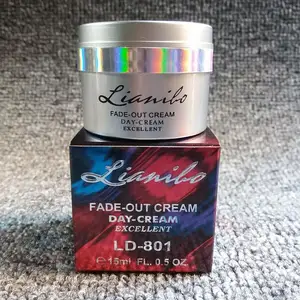 Lianibo
FADE-OUT CREAM
DAY-CREAM
EXCELLENT
Lianibo
FADE-OUT CREAM
DAY-CREAM
EXCELLENT
LD-801
℮ 15ml FL. 0.5 OZ